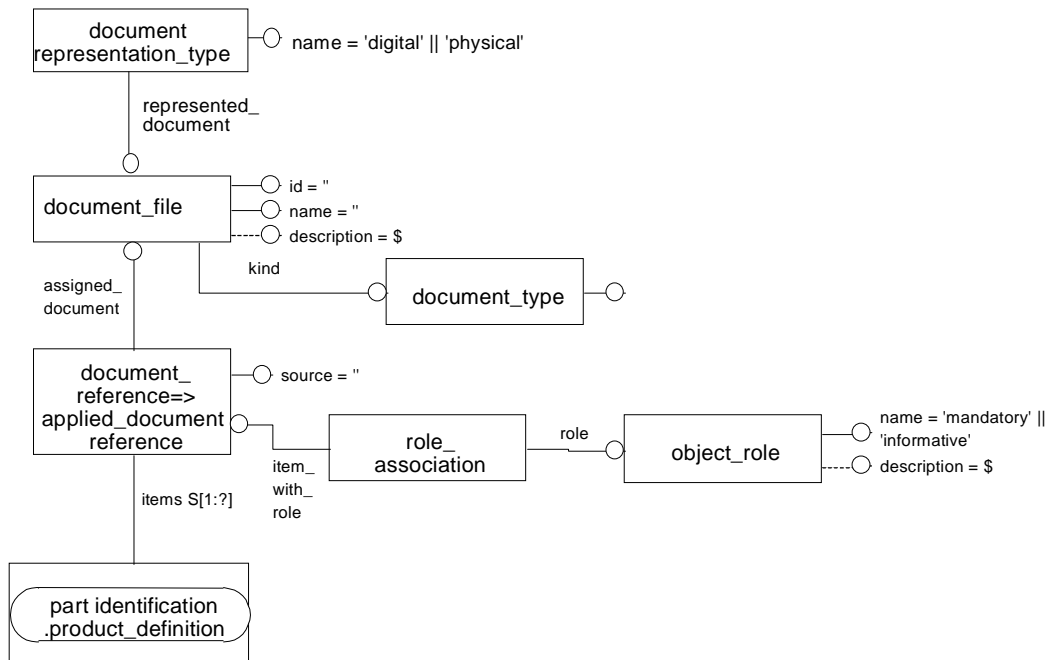 document
representation_type
name = 'digital' || 'physical'
represented_
document
document_file
id = ''
name = ''
description = $
kind
document_type
assigned_
document
document_
reference=>
applied_document
reference
source = ''
items S[1:?]
item_
with_
role
role_
association
role
object_role
name = 'mandatory' ||
'informative'
description = $
part identification
.product_definition